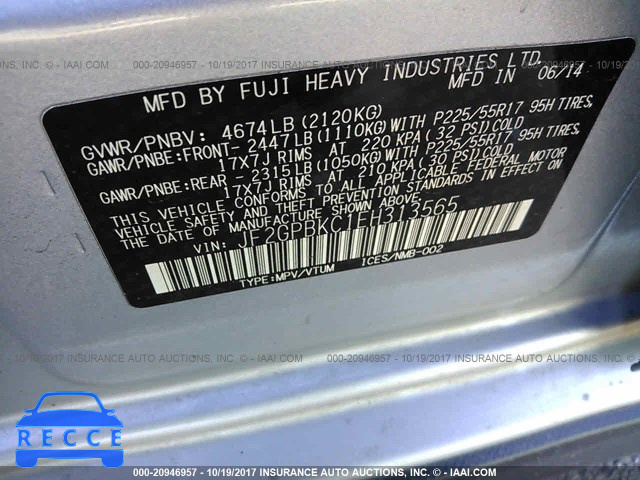 000-20946957 - 10/19/2017 INSURANCE AUTO AUCTIONS, INC. - © IAAI.COM
MFD BY FUJI HEAVY INDUSTRIES LTD.
MFD IN 06/14
GVWR/PNBV: 4674LB (2120KG)
GAWR/PNBE:FRONT- 2447LB(1110KG)WITH P225/55R17 95H TIRES,
17X7J RIMS AT 220 KPA (32 PSI)COLD
GAWR/PNBE:REAR - 2315LB(1050KG)WITH P225/55R17 95H TIRES,
17X7J RIMS AT 210 KPA (30 PSI)COLD
THIS VEHICLE CONFORMS TO ALL APPLICABLE FEDERAL MOTOR
VEHICLE SAFETY AND THEFT PREVENTION STANDARDS IN EFFECT ON
THE DATE OF MANUFACTURE SHOWN ABOVE.
VIN: JF2GPBKC1EH313565
TYPE:MPV/VTUM ICES/NMB-002
000-20946957 - 10/19/2017 INSURANCE AUTO AUCTIONS, INC. - © IAAI.COM
RECCE
000-20946957 - 10/19/2017 INSURANCE AUTO AUCTIONS, INC. - © IAAI.COM